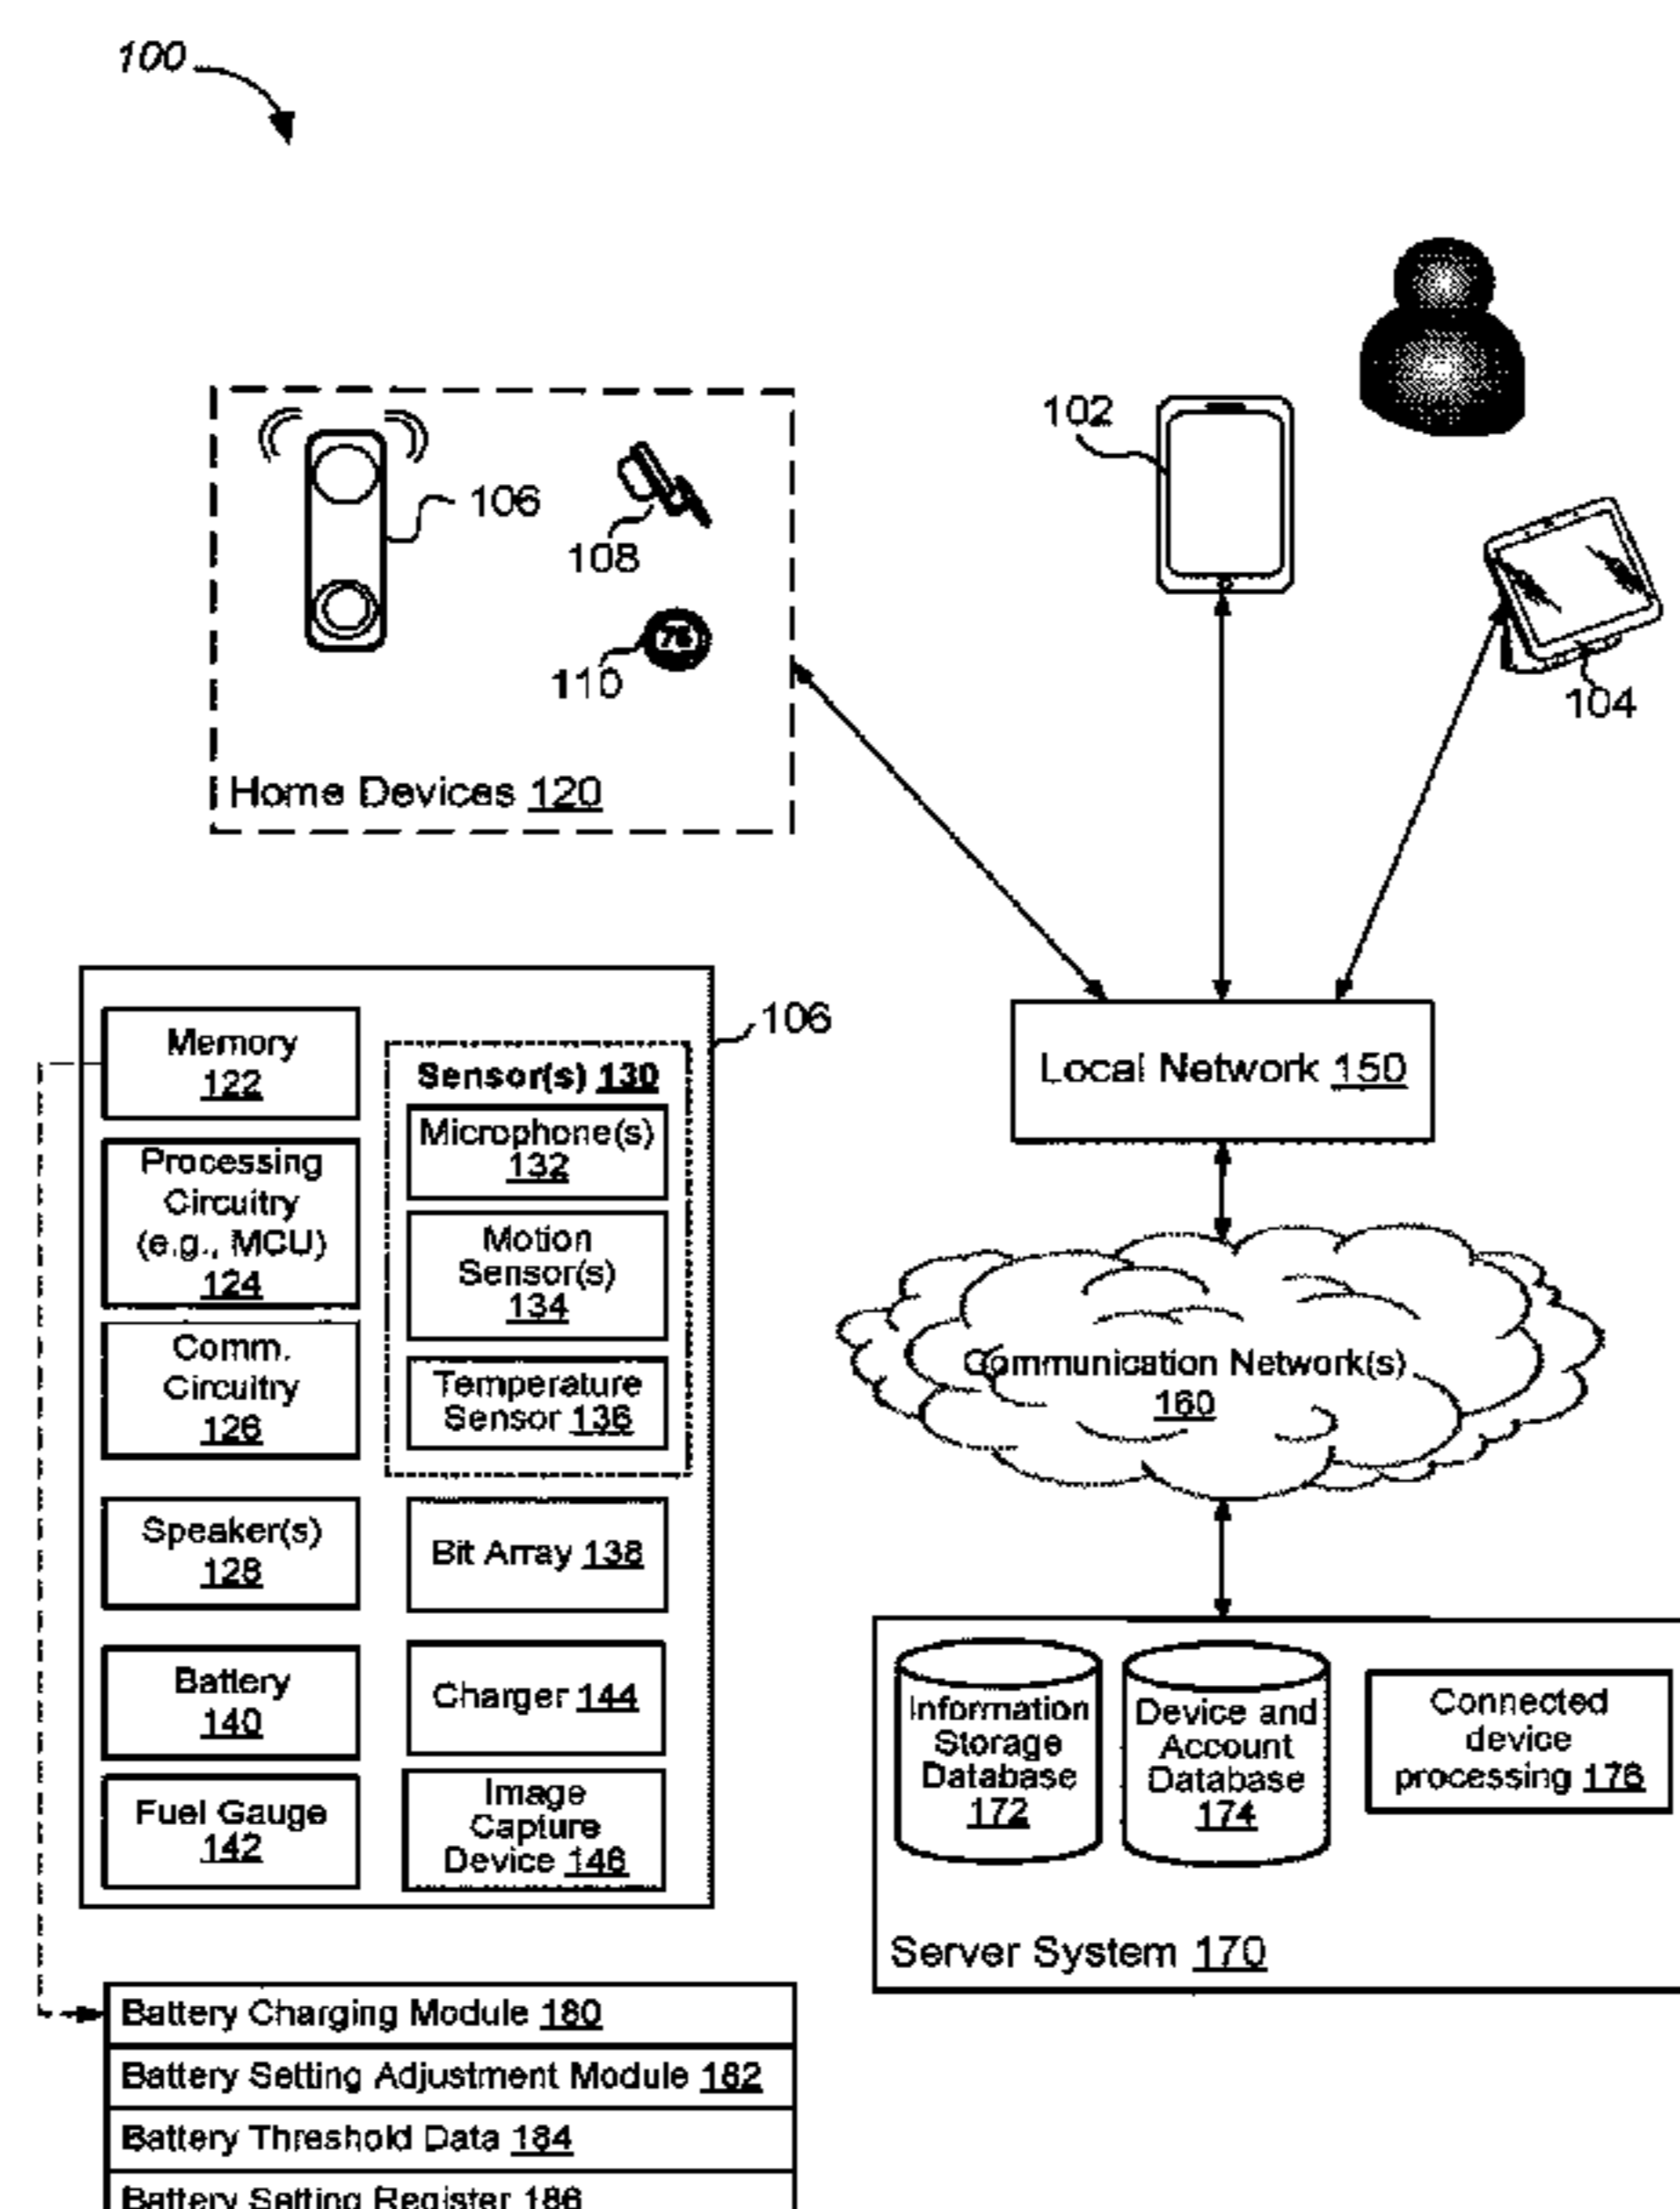 100
102
106
108
76
110
104
Home Devices 120
106
Memory
122
Processing
Circuitry
(e.g., MCU)
124
Comm.
Circuitry
126
Speaker(s)
128
Battery
140
Fuel Gauge
142
Sensor(s) 130
Microphone(s)
132
Motion
Sensor(s)
134
Temperature
Sensor 136
Bit Array 138
Charger 144
Image
Capture
Device 146
Local Network 150
Communication Network(s)
160
Information
Storage
Database
172
Device and
Account
Database
174
Connected
device
processing 176
Server System 170
Battery Charging Module 180
Battery Setting Adjustment Module 182
Battery Threshold Data 184
Battery Setting Register 186